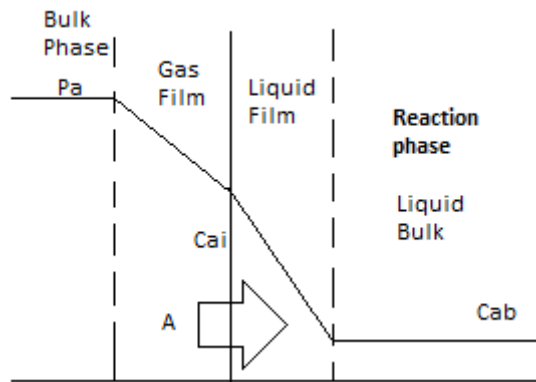 Bulk
Phase
Pa
Gas
Film
Liquid
Film
Reaction
phase
Liquid
Bulk
Cai
A
Cab